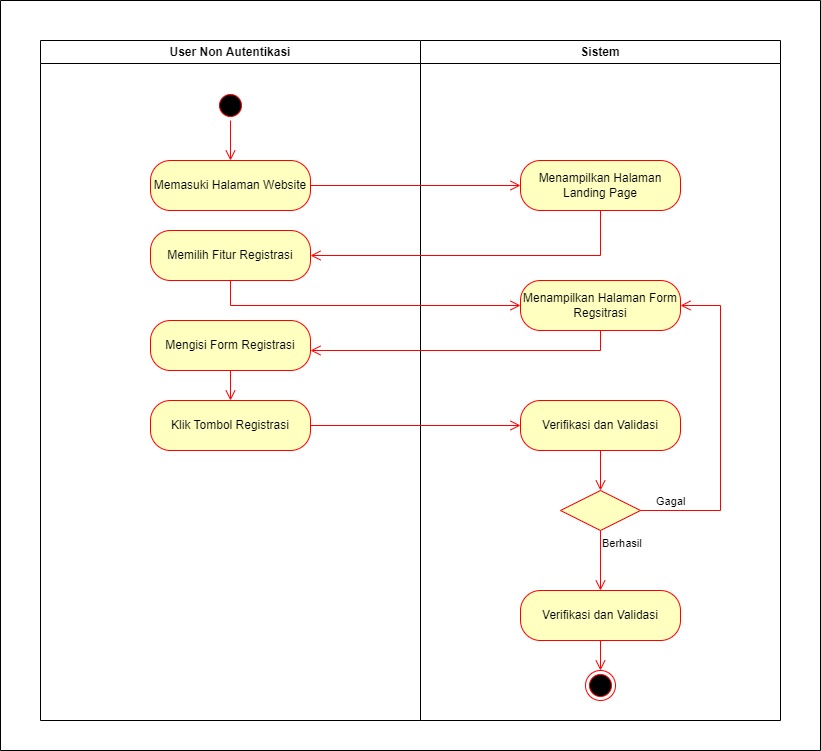 User Non Autentikasi
Sistem
Memasuki Halaman Website
Menampilkan Halaman
Landing Page
Memilih Fitur Registrasi
Menampilkan Halaman Form
Regsitrasi
Mengisi Form Registrasi
Klik Tombol Registrasi
Verifikasi dan Validasi
Gagal
Berhasil
Verifikasi dan Validasi